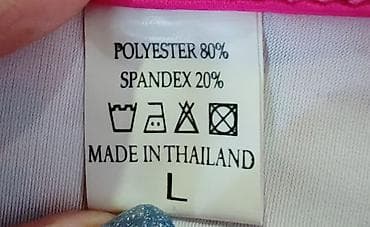 POLYESTER 80%
SPANDEX 20%
MADE IN THAILAND
L